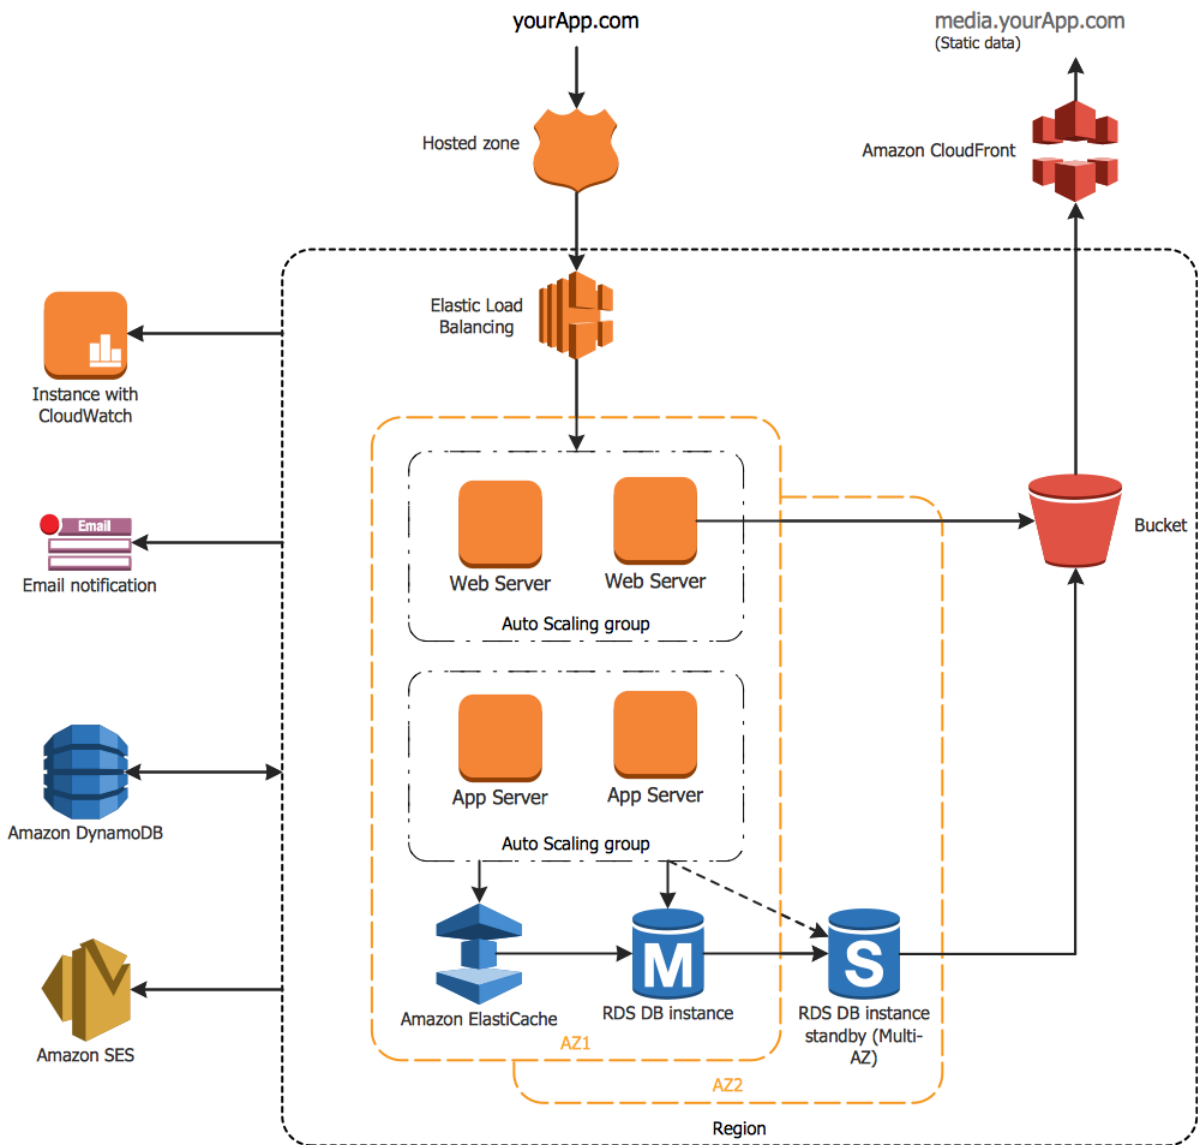 yourApp.com
media.yourApp.com
(Static data)
Hosted zone
Amazon CloudFront
Elastic Load
Balancing
Instance with
CloudWatch
Email
Email notification
Web Server
Web Server
Bucket
Auto Scaling group
App Server
App Server
Amazon DynamoDB
Auto Scaling group
M
S
Amazon ElastiCache
RDS DB instance
RDS DB instance
standby (Multi-
AZ)
Amazon SES
AZ1
AZ2
Region